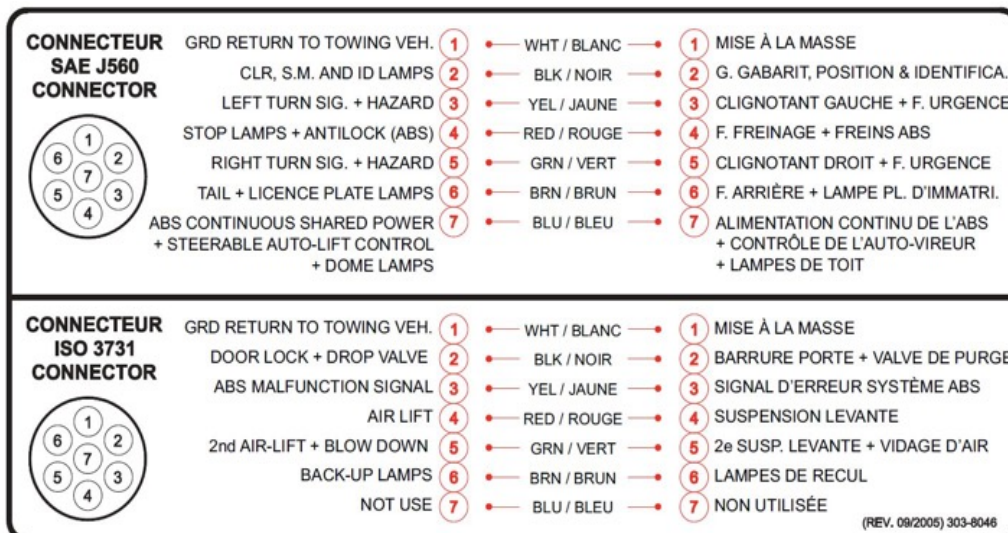 CONNECTEUR
SAE J560
CONNECTOR
1
6
2
7
5
3
4
GRD RETURN TO TOWING VEH. 1 WHT / BLANC 1 MISE À LA MASSE
CLR, S.M. AND ID LAMPS 2 BLK / NOIR 2 G. GABARIT, POSITION & IDENTIFICA.
LEFT TURN SIG. + HAZARD 3 YEL / JAUNE 3 CLIGNOTANT GAUCHE + F. URGENCE
STOP LAMPS + ANTILOCK (ABS) 4 RED / ROUGE 4 F. FREINAGE + FREINS ABS
RIGHT TURN SIG. + HAZARD 5 GRN / VERT 5 CLIGNOTANT DROIT + F. URGENCE
TAIL + LICENCE PLATE LAMPS 6 BRN / BRUN 6 F. ARRIÈRE + LAMPE PL. D'IMMATRI.
ABS CONTINUOUS SHARED POWER 7 BLU / BLEU 7 ALIMENTATION CONTINU DE L'ABS
+ STEERABLE AUTO-LIFT CONTROL + CONTRÔLE DE L'AUTO-VIREUR
+ DOME LAMPS + LAMPES DE TOIT
CONNECTEUR
ISO 3731
CONNECTOR
1
6
2
7
5
3
4
GRD RETURN TO TOWING VEH. 1 WHT / BLANC 1 MISE À LA MASSE
DOOR LOCK + DROP VALVE 2 BLK / NOIR 2 BARRURE PORTE + VALVE DE PURGE
ABS MALFUNCTION SIGNAL 3 YEL / JAUNE 3 SIGNAL D'ERREUR SYSTÈME ABS
AIR LIFT 4 RED / ROUGE 4 SUSPENSION LEVANTE
2nd AIR-LIFT + BLOW DOWN 5 GRN / VERT 5 2e SUSP. LEVANTE + VIDAGE D'AIR
BACK-UP LAMPS 6 BRN / BRUN 6 LAMPES DE RECUL
NOT USE 7 BLU / BLEU 7 NON UTILISÉE
(REV. 09/2005) 303-8046